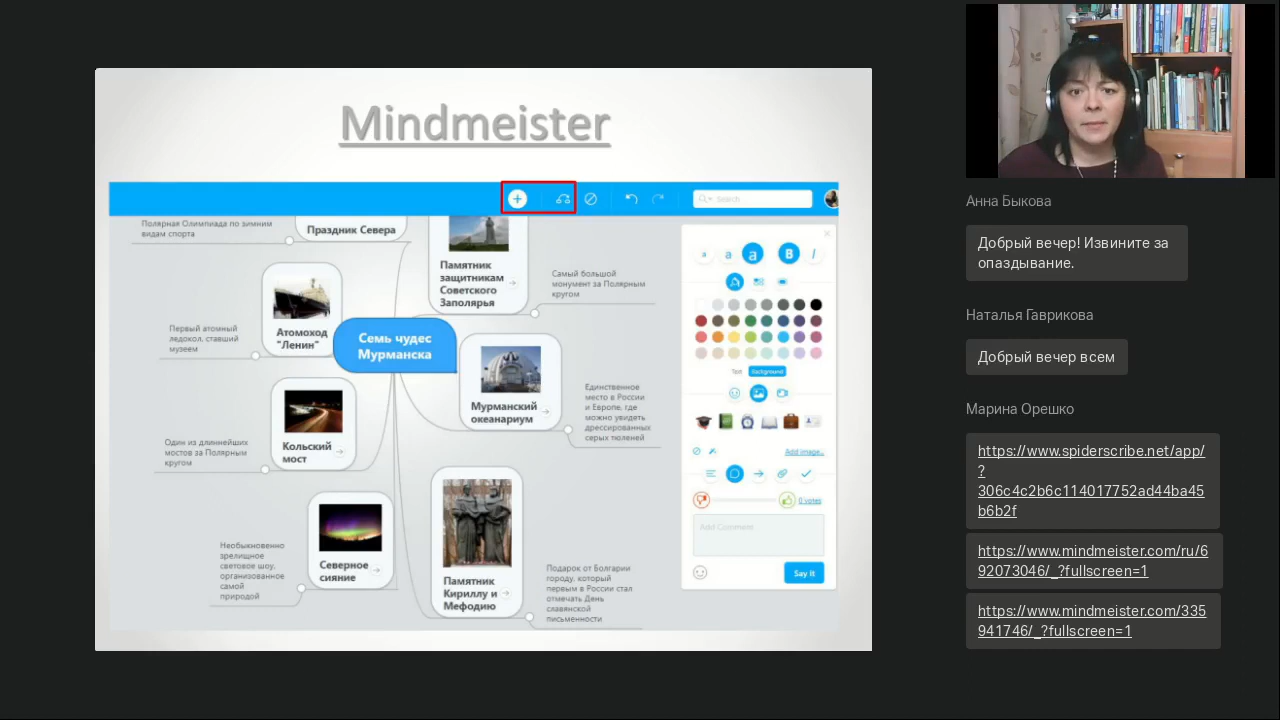 Mindmeister
Search
Полярная Олимпиада по зимним
видам спорта
Праздник Севера
Памятник
защитникам
Советского
Заполярья
Самый большой
монумент за Полярным
кругом
Первый атомный
ледокол, ставший
музеем
Атомоход
"Ленин"
Семь чудес
Мурманска
Мурманский
океанариум
Единственное
место в России
и Европе, где
можно увидеть
дрессированных
серых тюленей
Один из длиннейших
мостов за Полярным
кругом
Кольский
мост
Необыкновенно
зрелищное
световое шоу,
организованное
самой
природой
Северное
сияние
Памятник
Кириллу и
Мефодию
Подарок от Болгарии
городу, который
первым в России стал
отмечать День
славянской
письменности
a a a B I
Text Background
Add image...
0 votes
Add Comment
Say it
Анна Быкова
Добрый вечер! Извините за
опаздывание.
Наталья Гаврикова
Добрый вечер всем
Марина Орешко
https://www.spiderscribe.net/app/
?
306c4c2b6c114017752ad44ba45
b6b2f
https://www.mindmeister.com/ru/6
92073046/_?fullscreen=1
https://www.mindmeister.com/335
941746/_?fullscreen=1